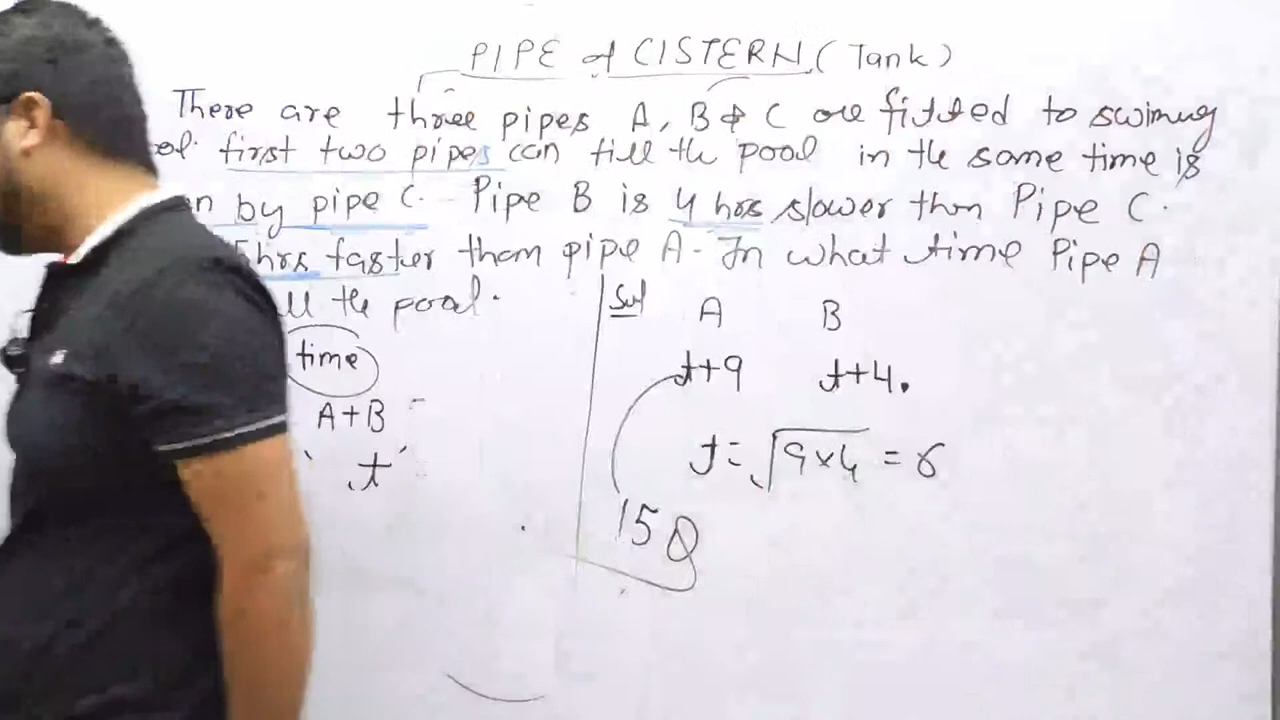 PIPE of CISTERN (Tank)
There are three pipes A, B & C are fitted to swimug
first two pipes can fill the pool in the same time is
by pipe C. Pipe B is 4 hrs slower than Pipe C.
5hrs faster than pipe A. In what time Pipe A
the pool.
Sol A B
time
t+9 t+4.
A+B
t=√9×4 = 6
t
15